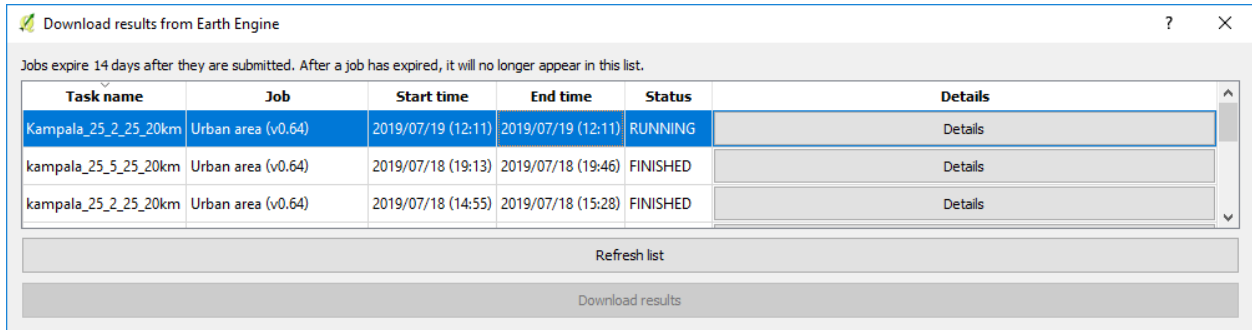 Download results from Earth Engine ?
Jobs expire 14 days after they are submitted. After a job has expired, it will no longer appear in this list.
Task name Job Start time End time Status Details
Kampala_25_2_25_20km Urban area (v0.64) 2019/07/19 (12:11) 2019/07/19 (12:11) RUNNING Details
kampala_25_5_25_20km Urban area (v0.64) 2019/07/18 (19:13) 2019/07/18 (19:46) FINISHED Details
kampala_25_2_25_20km Urban area (v0.64) 2019/07/18 (14:55) 2019/07/18 (15:28) FINISHED Details
Refresh list
Download results